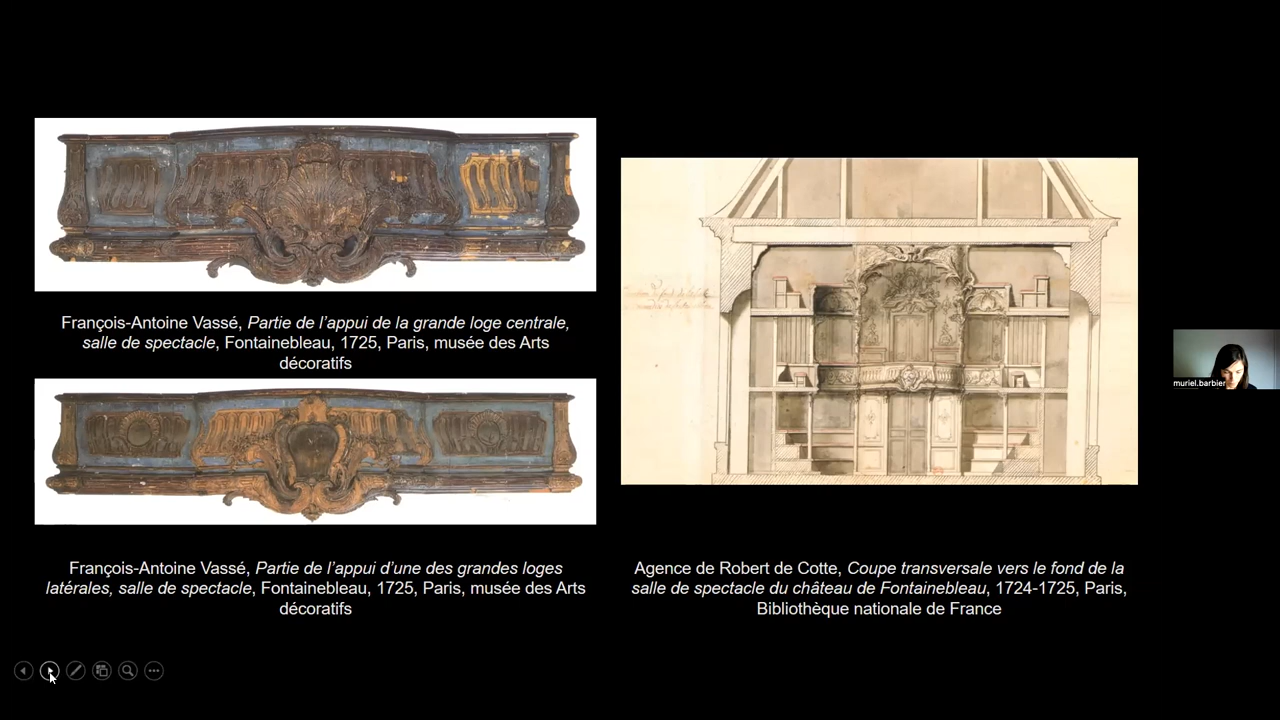 François-Antoine Vassé, Partie de l’appui de la grande loge centrale,
salle de spectacle, Fontainebleau, 1725, Paris, musée des Arts
décoratifs
François-Antoine Vassé, Partie de l’appui d’une des grandes loges
latérales, salle de spectacle, Fontainebleau, 1725, Paris, musée des Arts
décoratifs
Agence de Robert de Cotte, Coupe transversale vers le fond de la
salle de spectacle du château de Fontainebleau, 1724-1725, Paris,
Bibliothèque nationale de France
muriel.barbier